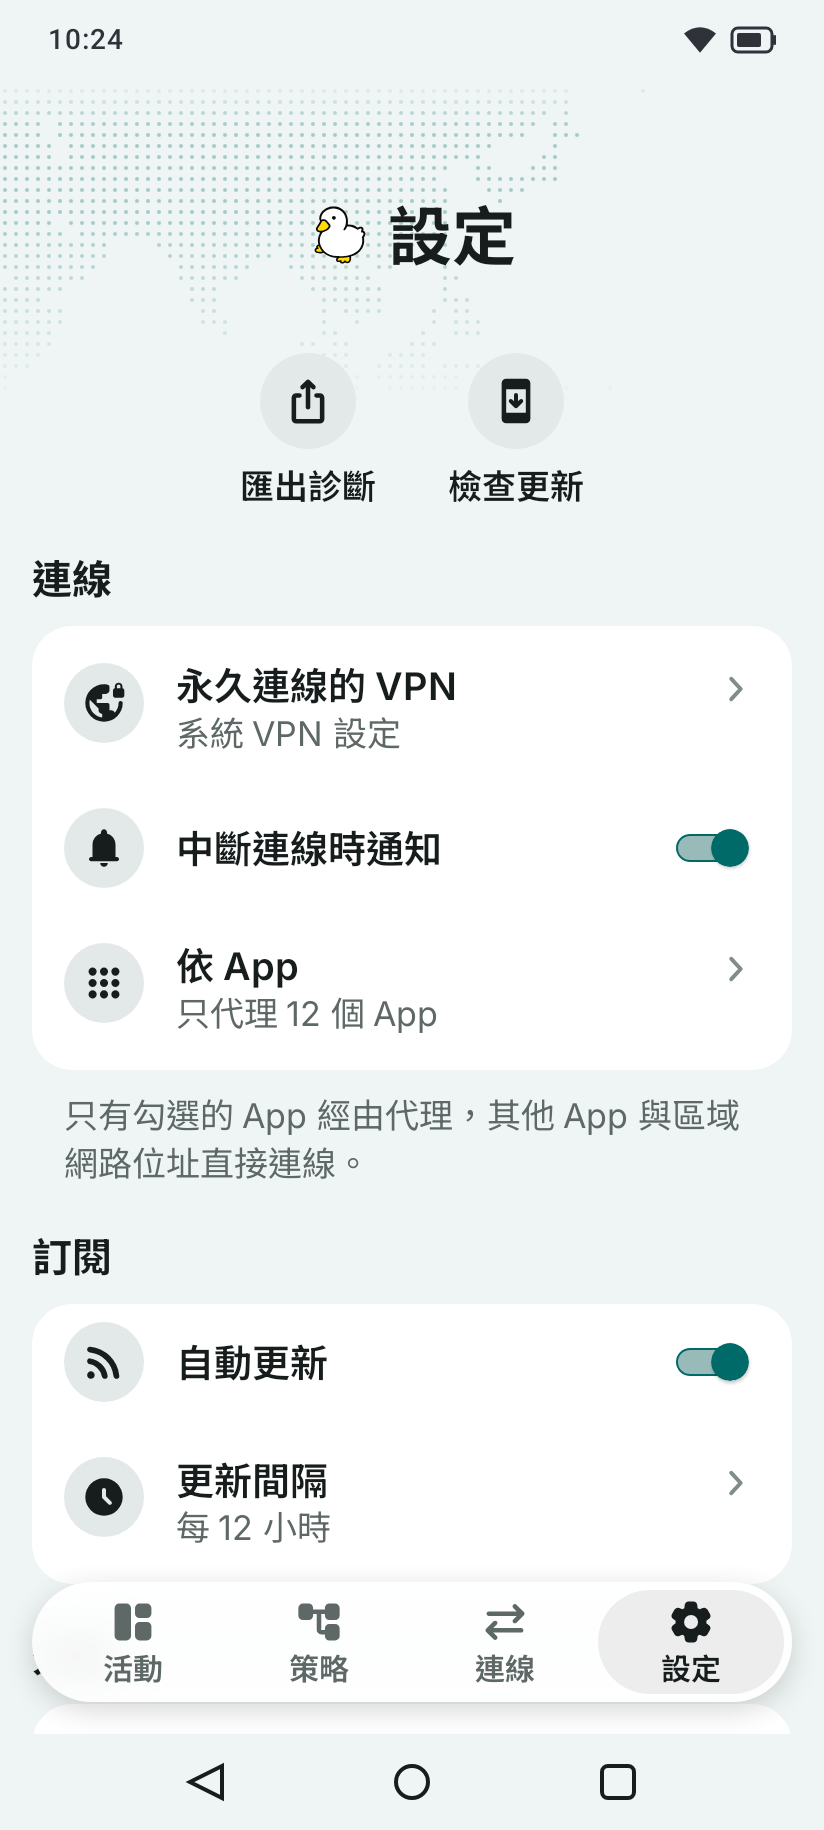 10:24
設定
匯出診斷
檢查更新
連線
永久連線的 VPN
系統 VPN 設定
中斷連線時通知
依 App
只代理 12 個 App
只有勾選的 App 經由代理，其他 App 與區域
網路位址直接連線。
訂閱
自動更新
更新間隔
每 12 小時
活動
策略
連線
設定